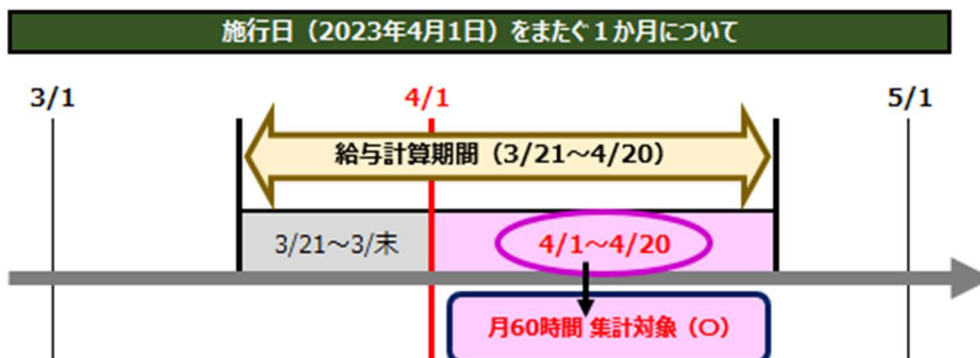 施行日（2023年4月1日）をまたぐ１か月について
3/1
4/1
5/1
給与計算期間（3/21～4/20）
3/21～3/末
4/1～4/20
月60時間 集計対象（○）